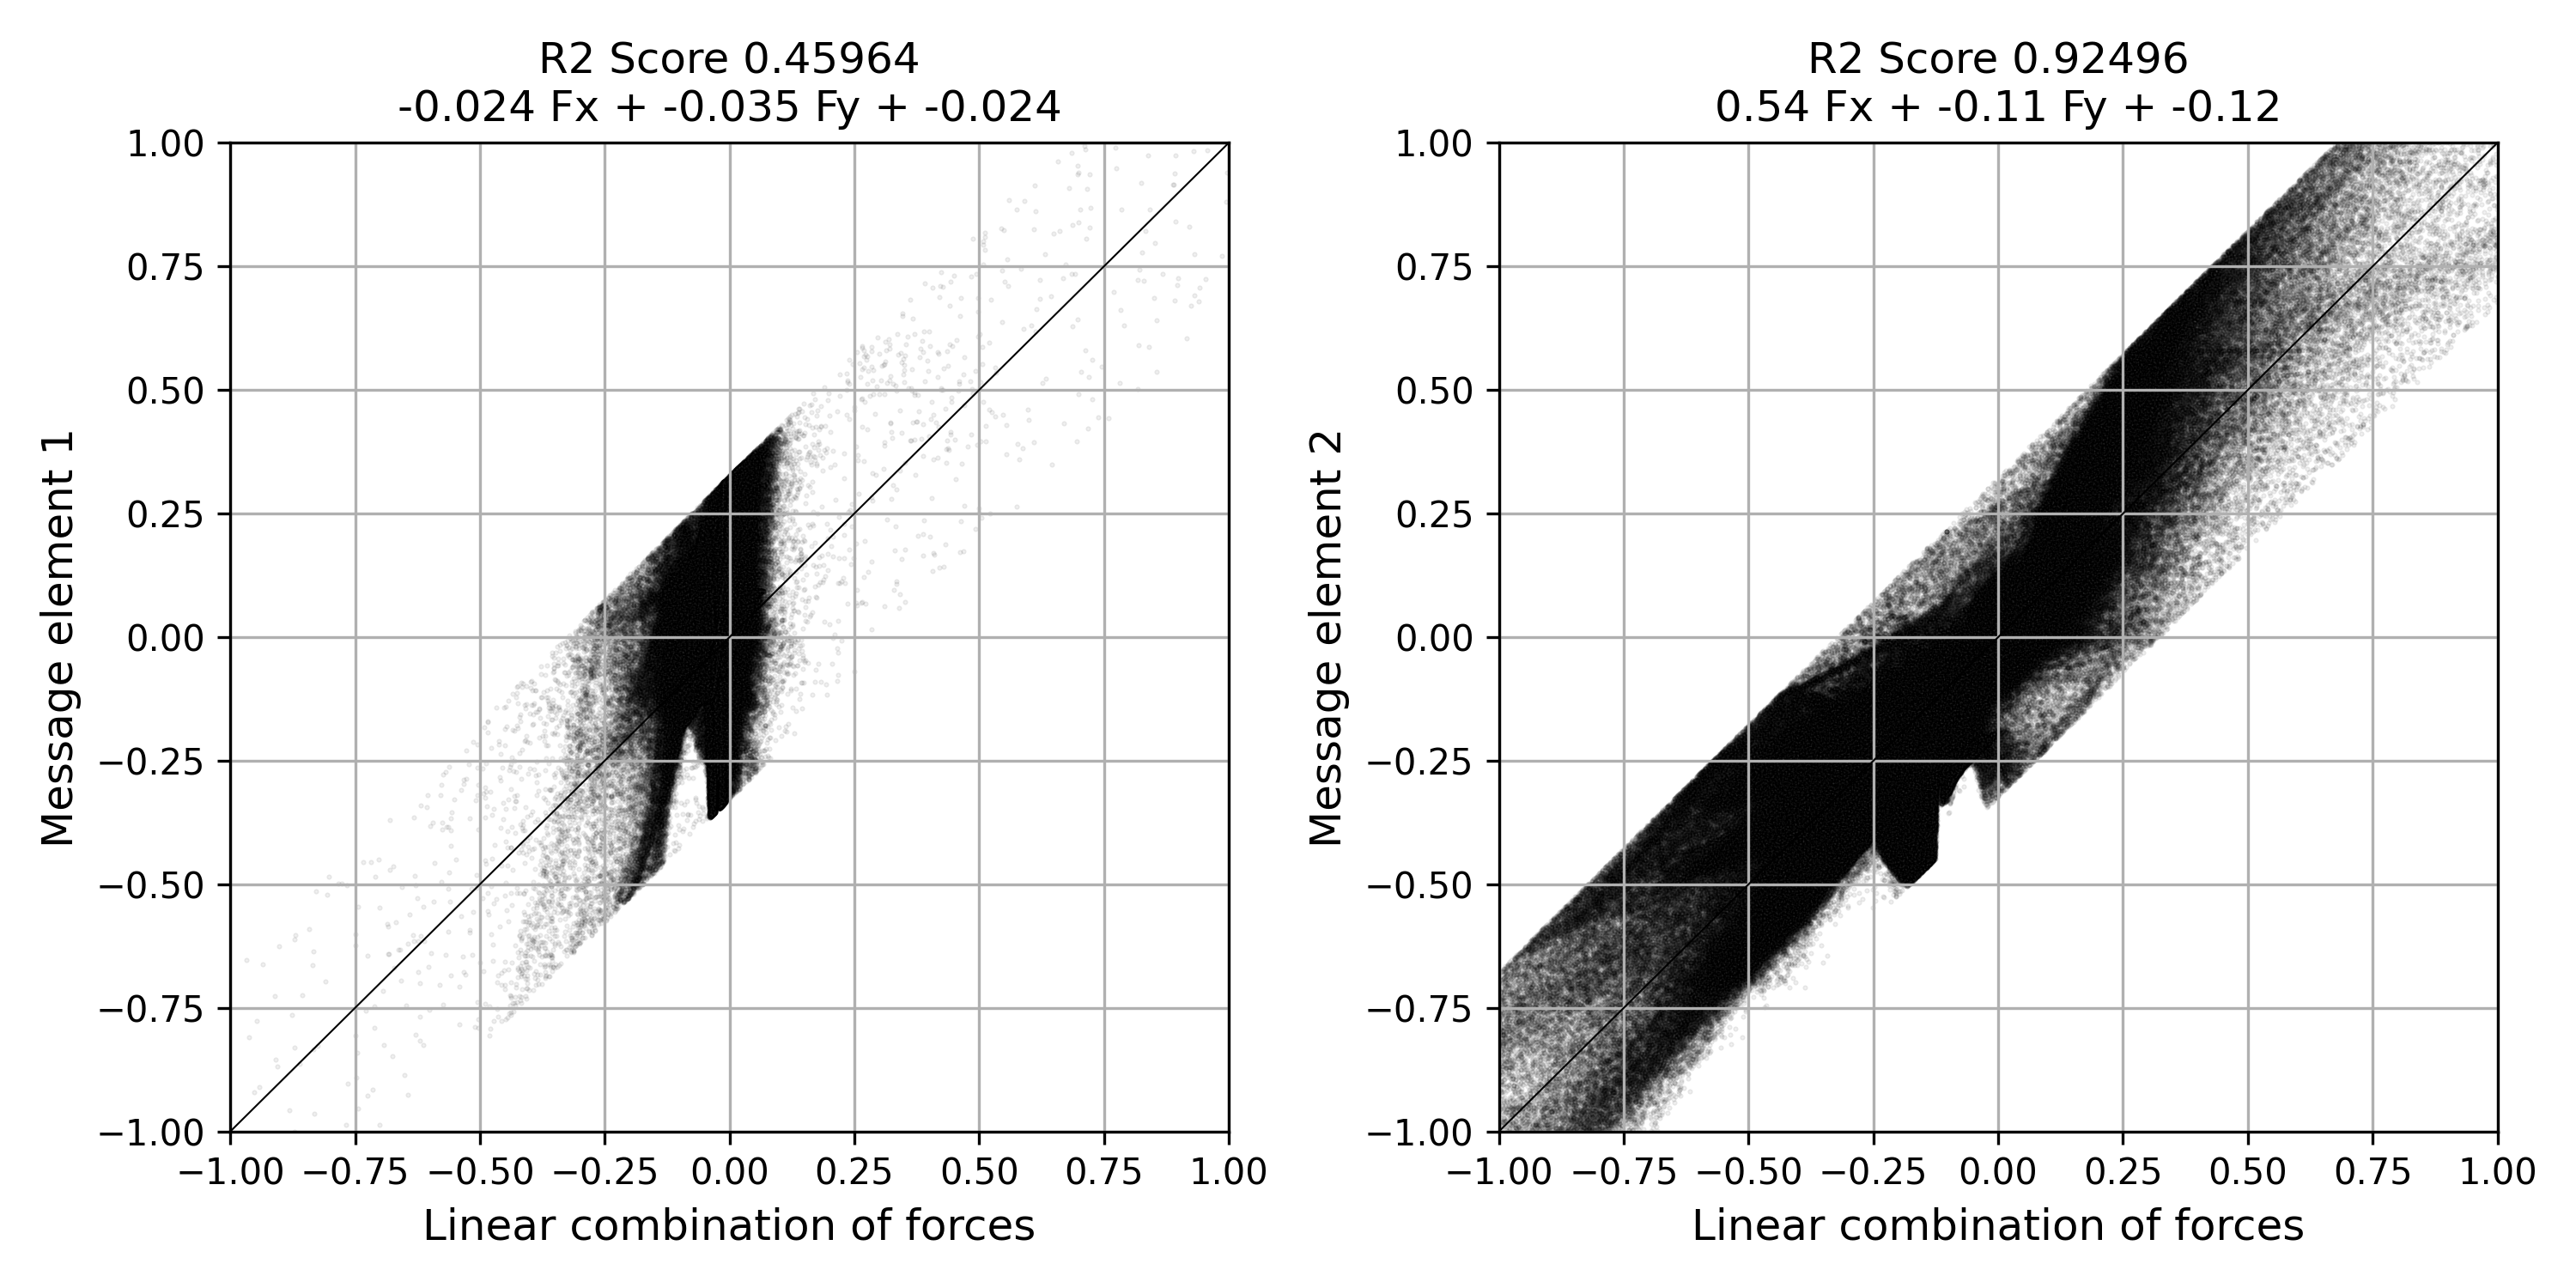 R2 Score 0.45964
-0.024 Fx + -0.035 Fy + -0.024
1.00
0.75
0.50
0.25
0.00
−0.25
−0.50
−0.75
−1.00
Message element 1
−1.00 −0.75 −0.50 −0.25 0.00 0.25 0.50 0.75 1.00
Linear combination of forces
R2 Score 0.92496
0.54 Fx + -0.11 Fy + -0.12
1.00
0.75
0.50
0.25
0.00
−0.25
−0.50
−0.75
−1.00
Message element 2
−1.00 −0.75 −0.50 −0.25 0.00 0.25 0.50 0.75 1.00
Linear combination of forces